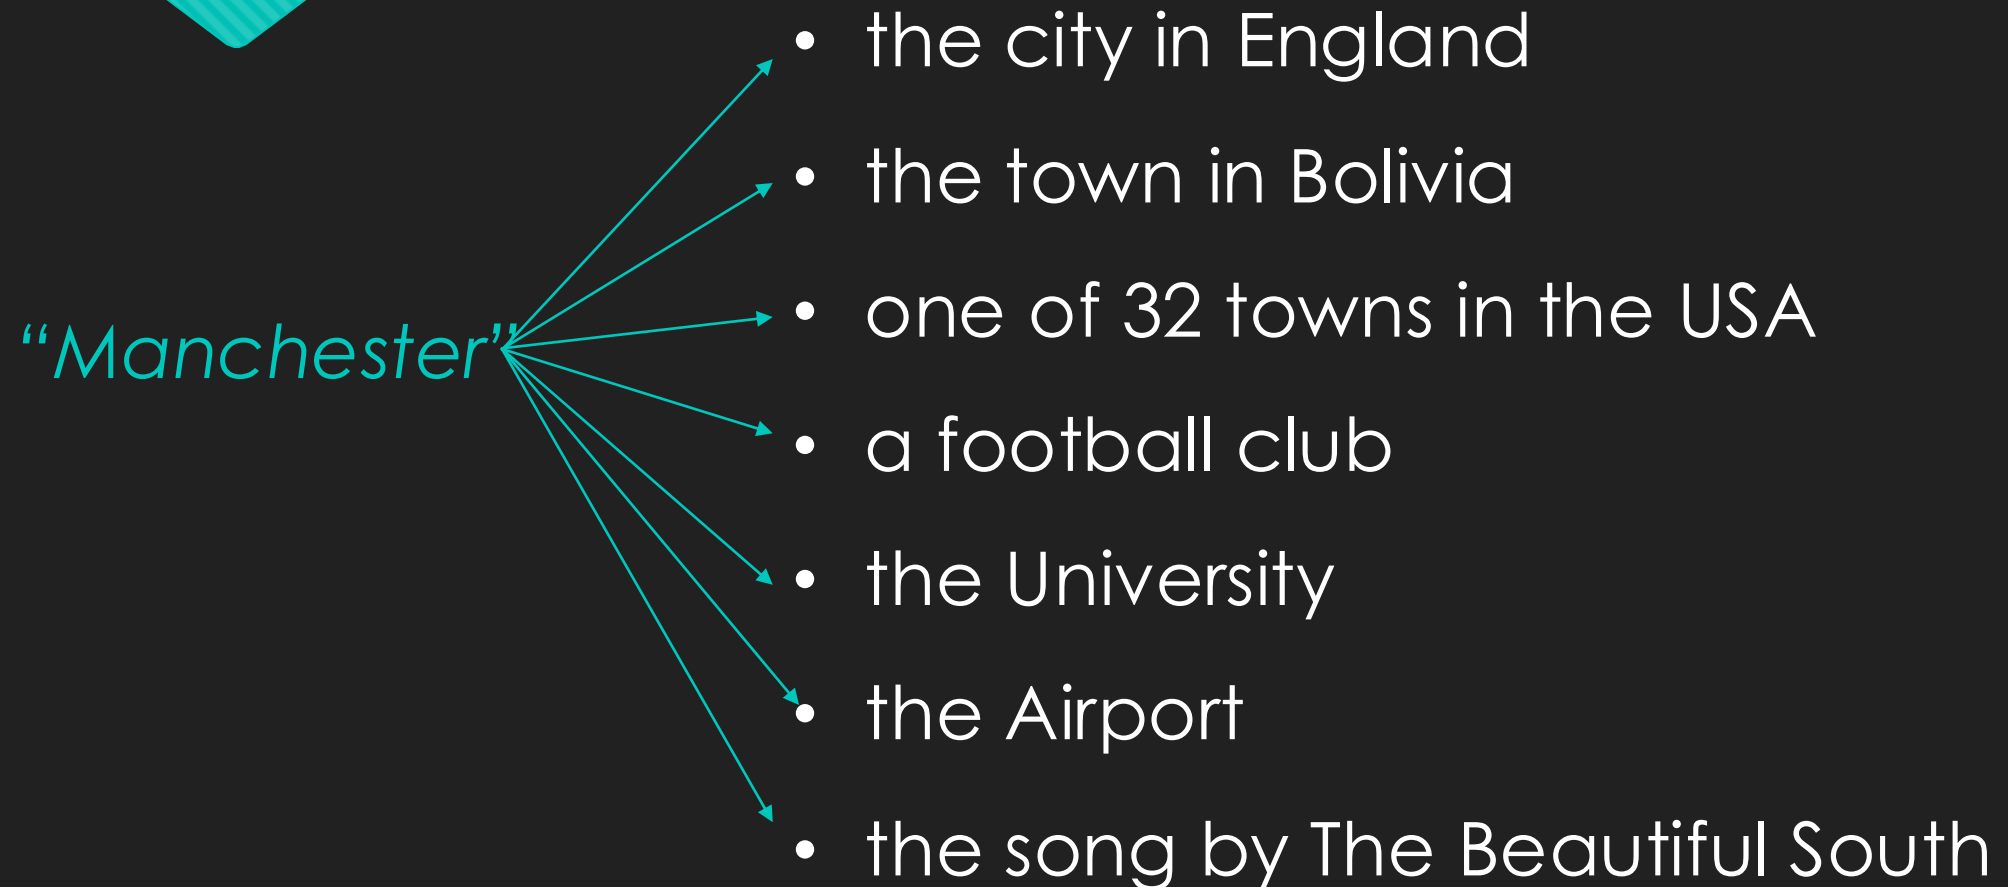 “Manchester”
• the city in England
• the town in Bolivia
• one of 32 towns in the USA
• a football club
• the University
• the Airport
• the song by The Beautiful South